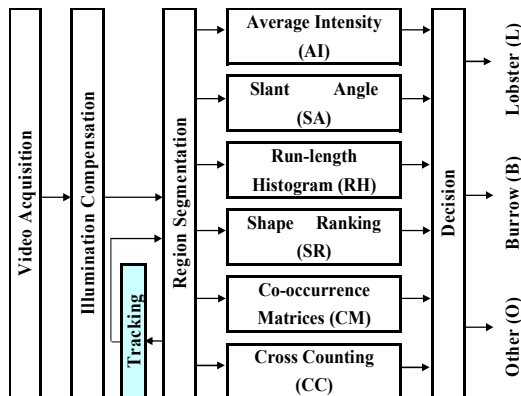 Video Acquisition
Illumination Compensation
Tracking
Region Segmentation
Average Intensity
(AI)
Slant Angle
(SA)
Run-length
Histogram (RH)
Shape Ranking
(SR)
Co-occurrence
Matrices (CM)
Cross Counting
(CC)
Decision
Lobster (L)
Burrow (B)
Other (O)